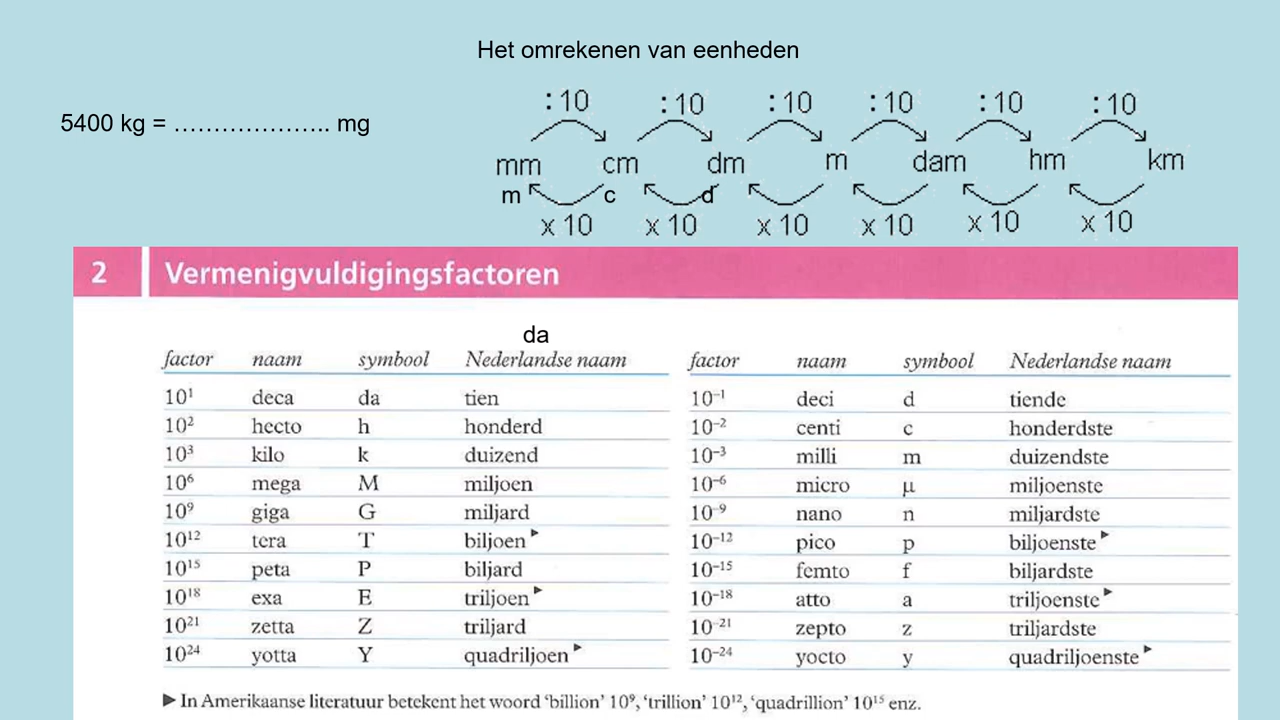 Het omrekenen van eenheden
5400 kg = ……………….. mg
:10 :10 :10 :10 :10 :10
mm cm dm m dam hm km
m c d
x 10 x 10 x 10 x 10 x 10 x 10
2 Vermenigvuldigingsfactoren
da
factor naam symbool Nederlandse naam factor naam symbool Nederlandse naam
10¹ deca da tien 10⁻¹ deci d tiende
10² hecto h honderd 10⁻² centi c honderdste
10³ kilo k duizend 10⁻³ milli m duizendste
10⁶ mega M miljoen 10⁻⁶ micro μ miljoenste
10⁹ giga G miljard 10⁻⁹ nano n miljardste
10¹² tera T biljoen ▶ 10⁻¹² pico p biljoenste ▶
10¹⁵ peta P biljard 10⁻¹⁵ femto f biljardste
10¹⁸ exa E triljoen ▶ 10⁻¹⁸ atto a triljoenste ▶
10²¹ zetta Z triljard 10⁻²¹ zepto z triljardste
10²⁴ yotta Y quadriljoen ▶ 10⁻²⁴ yocto y quadriljoenste ▶
▶ In Amerikaanse literatuur betekent het woord ‘billion’ 10⁹, ‘trillion’ 10¹², ‘quadrillion’ 10¹⁵ enz.